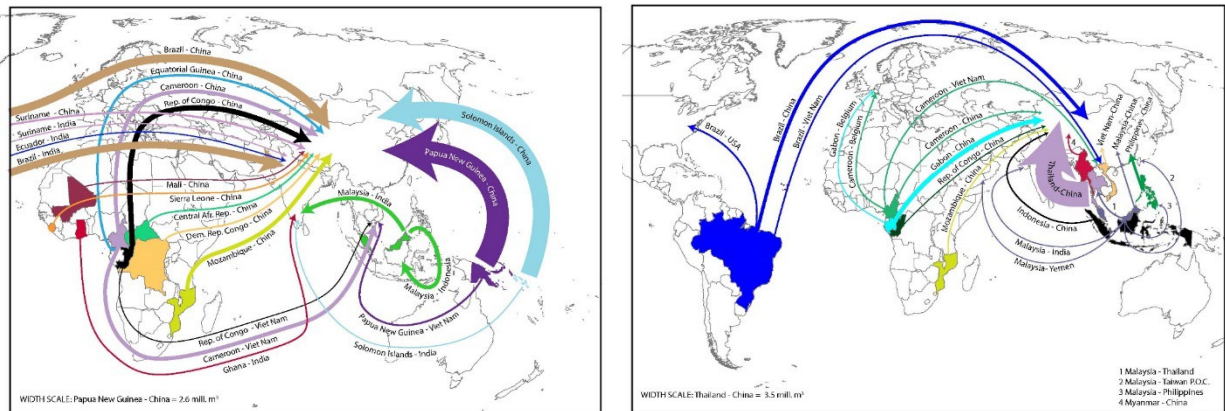 Brazil - China
Equatorial Guinea - China
Cameroon - China
Rep. of Congo - China
Suriname - China
Suriname - India
Ecuador - India
Brazil - India
Mali - China
Sierra Leone - China
Central Afr. Rep. - China
Dem. Rep. Congo - China
Mozambique - China
Malaysia - India
Malaysia
Indonesia
Solomon Islands - China
Papua New Guinea - China
Rep. of Congo - Viet Nam
Cameroon - Viet Nam
Ghana - India
Papua New Guinea - Viet Nam
Solomon Islands - India
WIDTH SCALE: Papua New Guinea - China = 2.6 mill. m³
Brazil - USA
Brazil - China
Brazil - Viet Nam
Gabon - Belgium
Cameroon - Belgium
Cameroon - Viet Nam
Cameroon - China
Gabon - China
Rep. of Congo - China
Mozambique - China
Thailand-China
Viet Nam-China
Malaysia-China
Philippines-China
Indonesia - China
Malaysia - India
Malaysia- Yemen
4
1
2
3
WIDTH SCALE: Thailand - China = 3.5 mill. m³
1 Malaysia - Thailand
2 Malaysia - Taiwan P.O.C.
3 Malaysia - Philippines
4 Myanmar - China